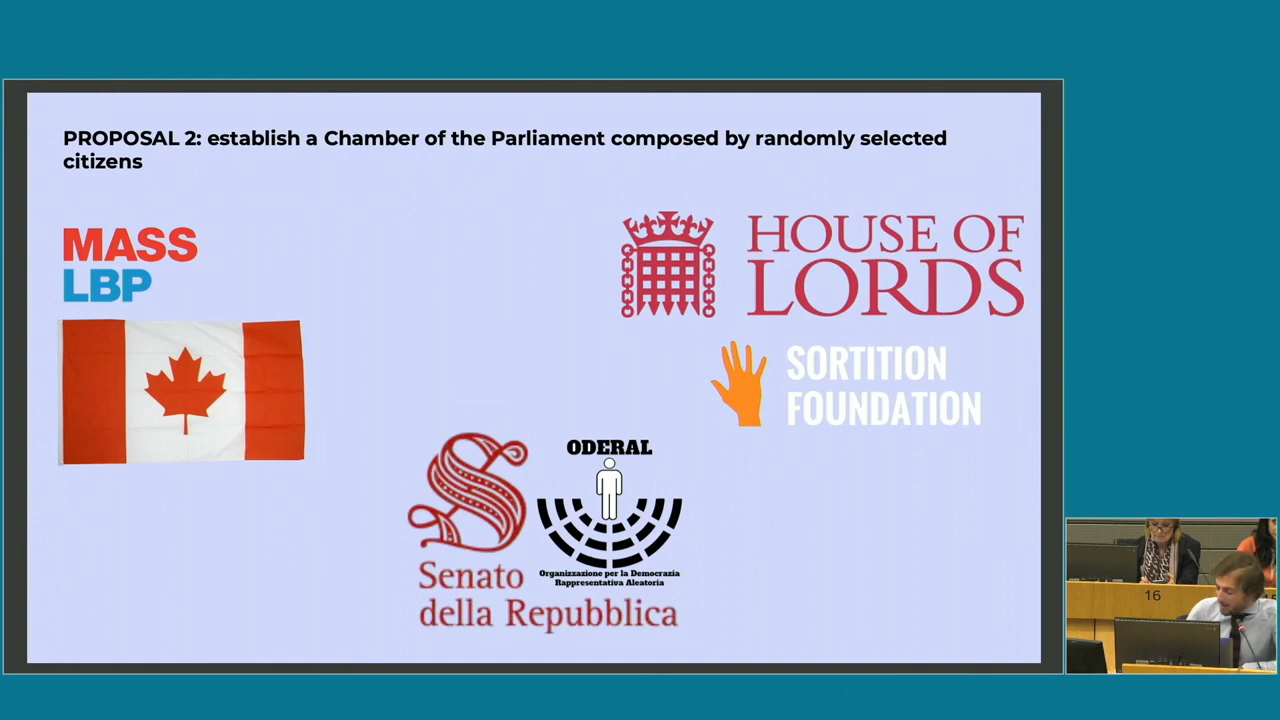 PROPOSAL 2: establish a Chamber of the Parliament composed by randomly selected
citizens
MASS
LBP
HOUSE OF
LORDS
SORTITION
FOUNDATION
ODERAL
Organizzazione per la Democrazia
Rappresentativa Aleatoria
Senato
della Repubblica
16